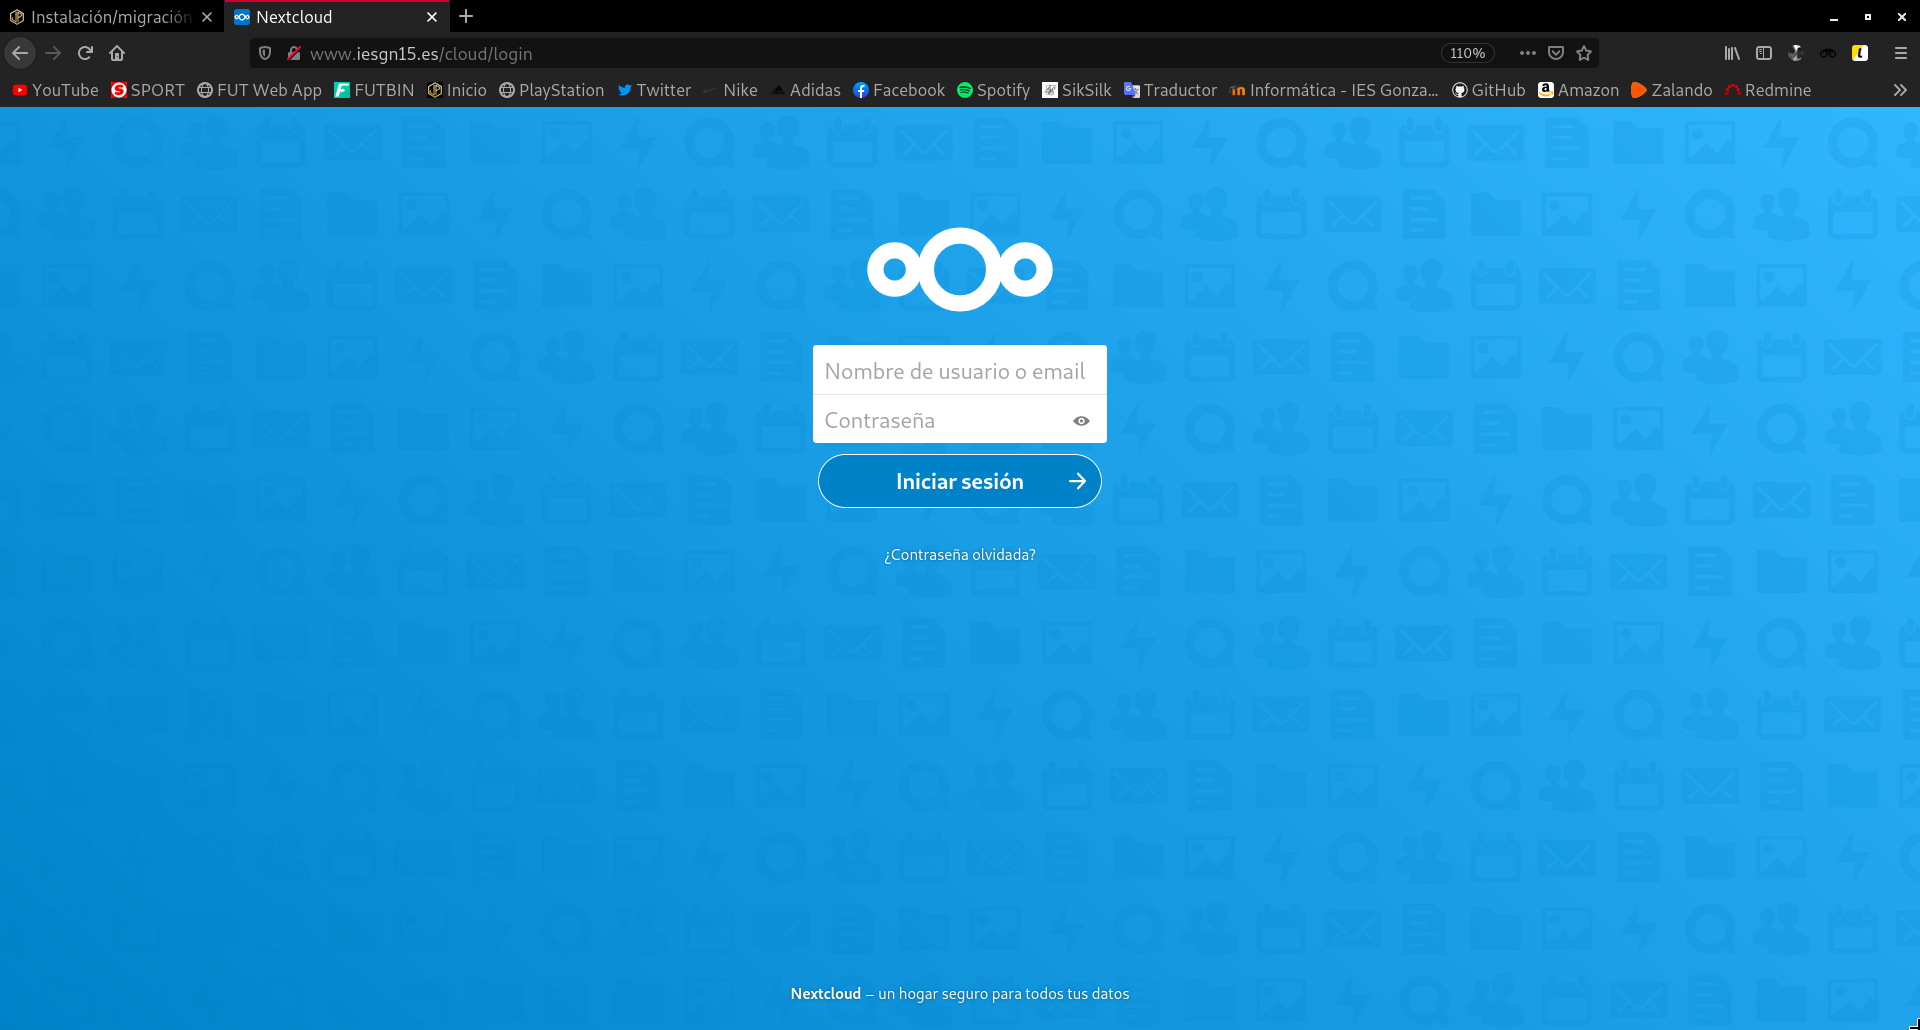 Instalación/migración
Nextcloud
www.iesgn15.es/cloud/login
110%
YouTube SPORT FUT Web App FUTBIN Inicio PlayStation Twitter Nike Adidas Facebook Spotify SikSilk Traductor Informática - IES Gonza... GitHub Amazon Zalando Redmine
Nombre de usuario o email
Contraseña
Iniciar sesión
¿Contraseña olvidada?
Nextcloud – un hogar seguro para todos tus datos